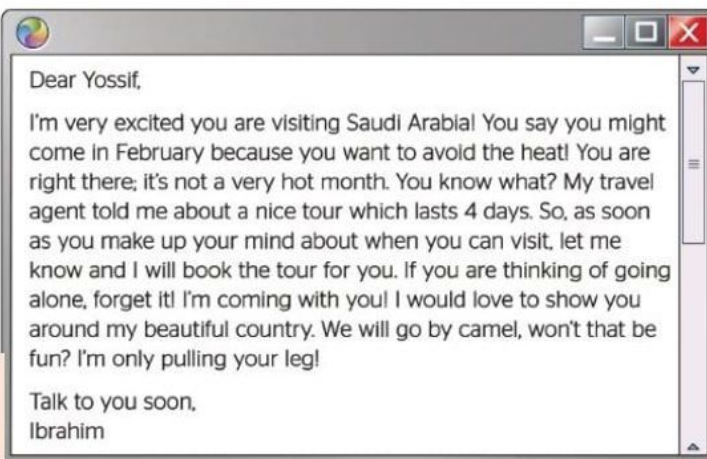 Dear Yossif,
I'm very excited you are visiting Saudi Arabia! You say you might
come in February because you want to avoid the heat! You are
right there; it's not a very hot month. You know what? My travel
agent told me about a nice tour which lasts 4 days. So, as soon
as you make up your mind about when you can visit, let me
know and I will book the tour for you. If you are thinking of going
alone, forget it! I'm coming with you! I would love to show you
around my beautiful country. We will go by camel, won't that be
fun? I'm only pulling your leg!
Talk to you soon,
Ibrahim